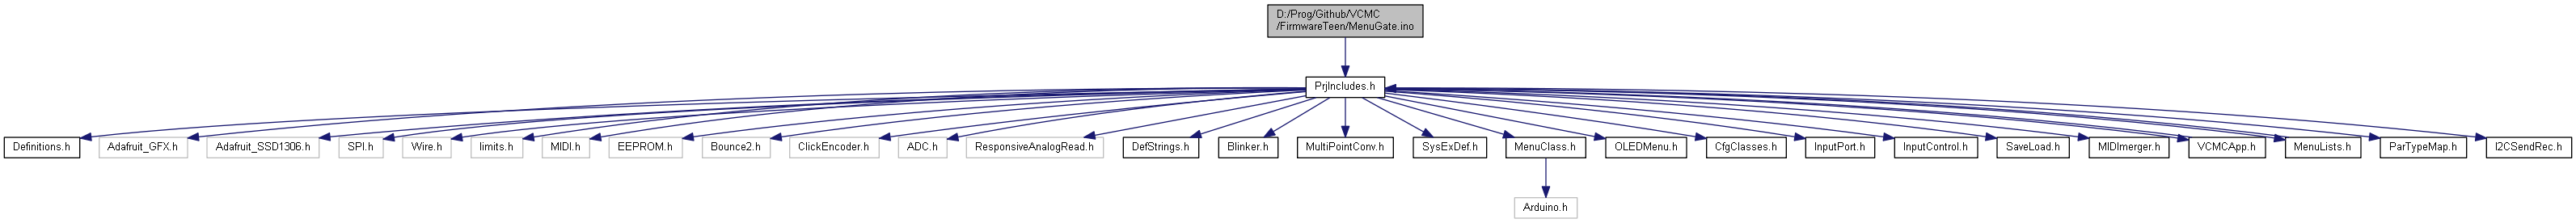 D:/Prog/Github/VCMC
/FirmwareTeen/MenuGate.ino
PrjIncludes.h
Definitions.h
Adafruit_GFX.h
Adafruit_SSD1306.h
SPI.h
Wire.h
limits.h
MIDI.h
EEPROM.h
Bounce2.h
ClickEncoder.h
ADC.h
ResponsiveAnalogRead.h
DefStrings.h
Blinker.h
MultiPointConv.h
SysExDef.h
MenuClass.h
OLEDMenu.h
CfgClasses.h
InputPort.h
InputControl.h
SaveLoad.h
MIDImerger.h
VCMCApp.h
MenuLists.h
ParTypeMap.h
I2CSendRec.h
Arduino.h